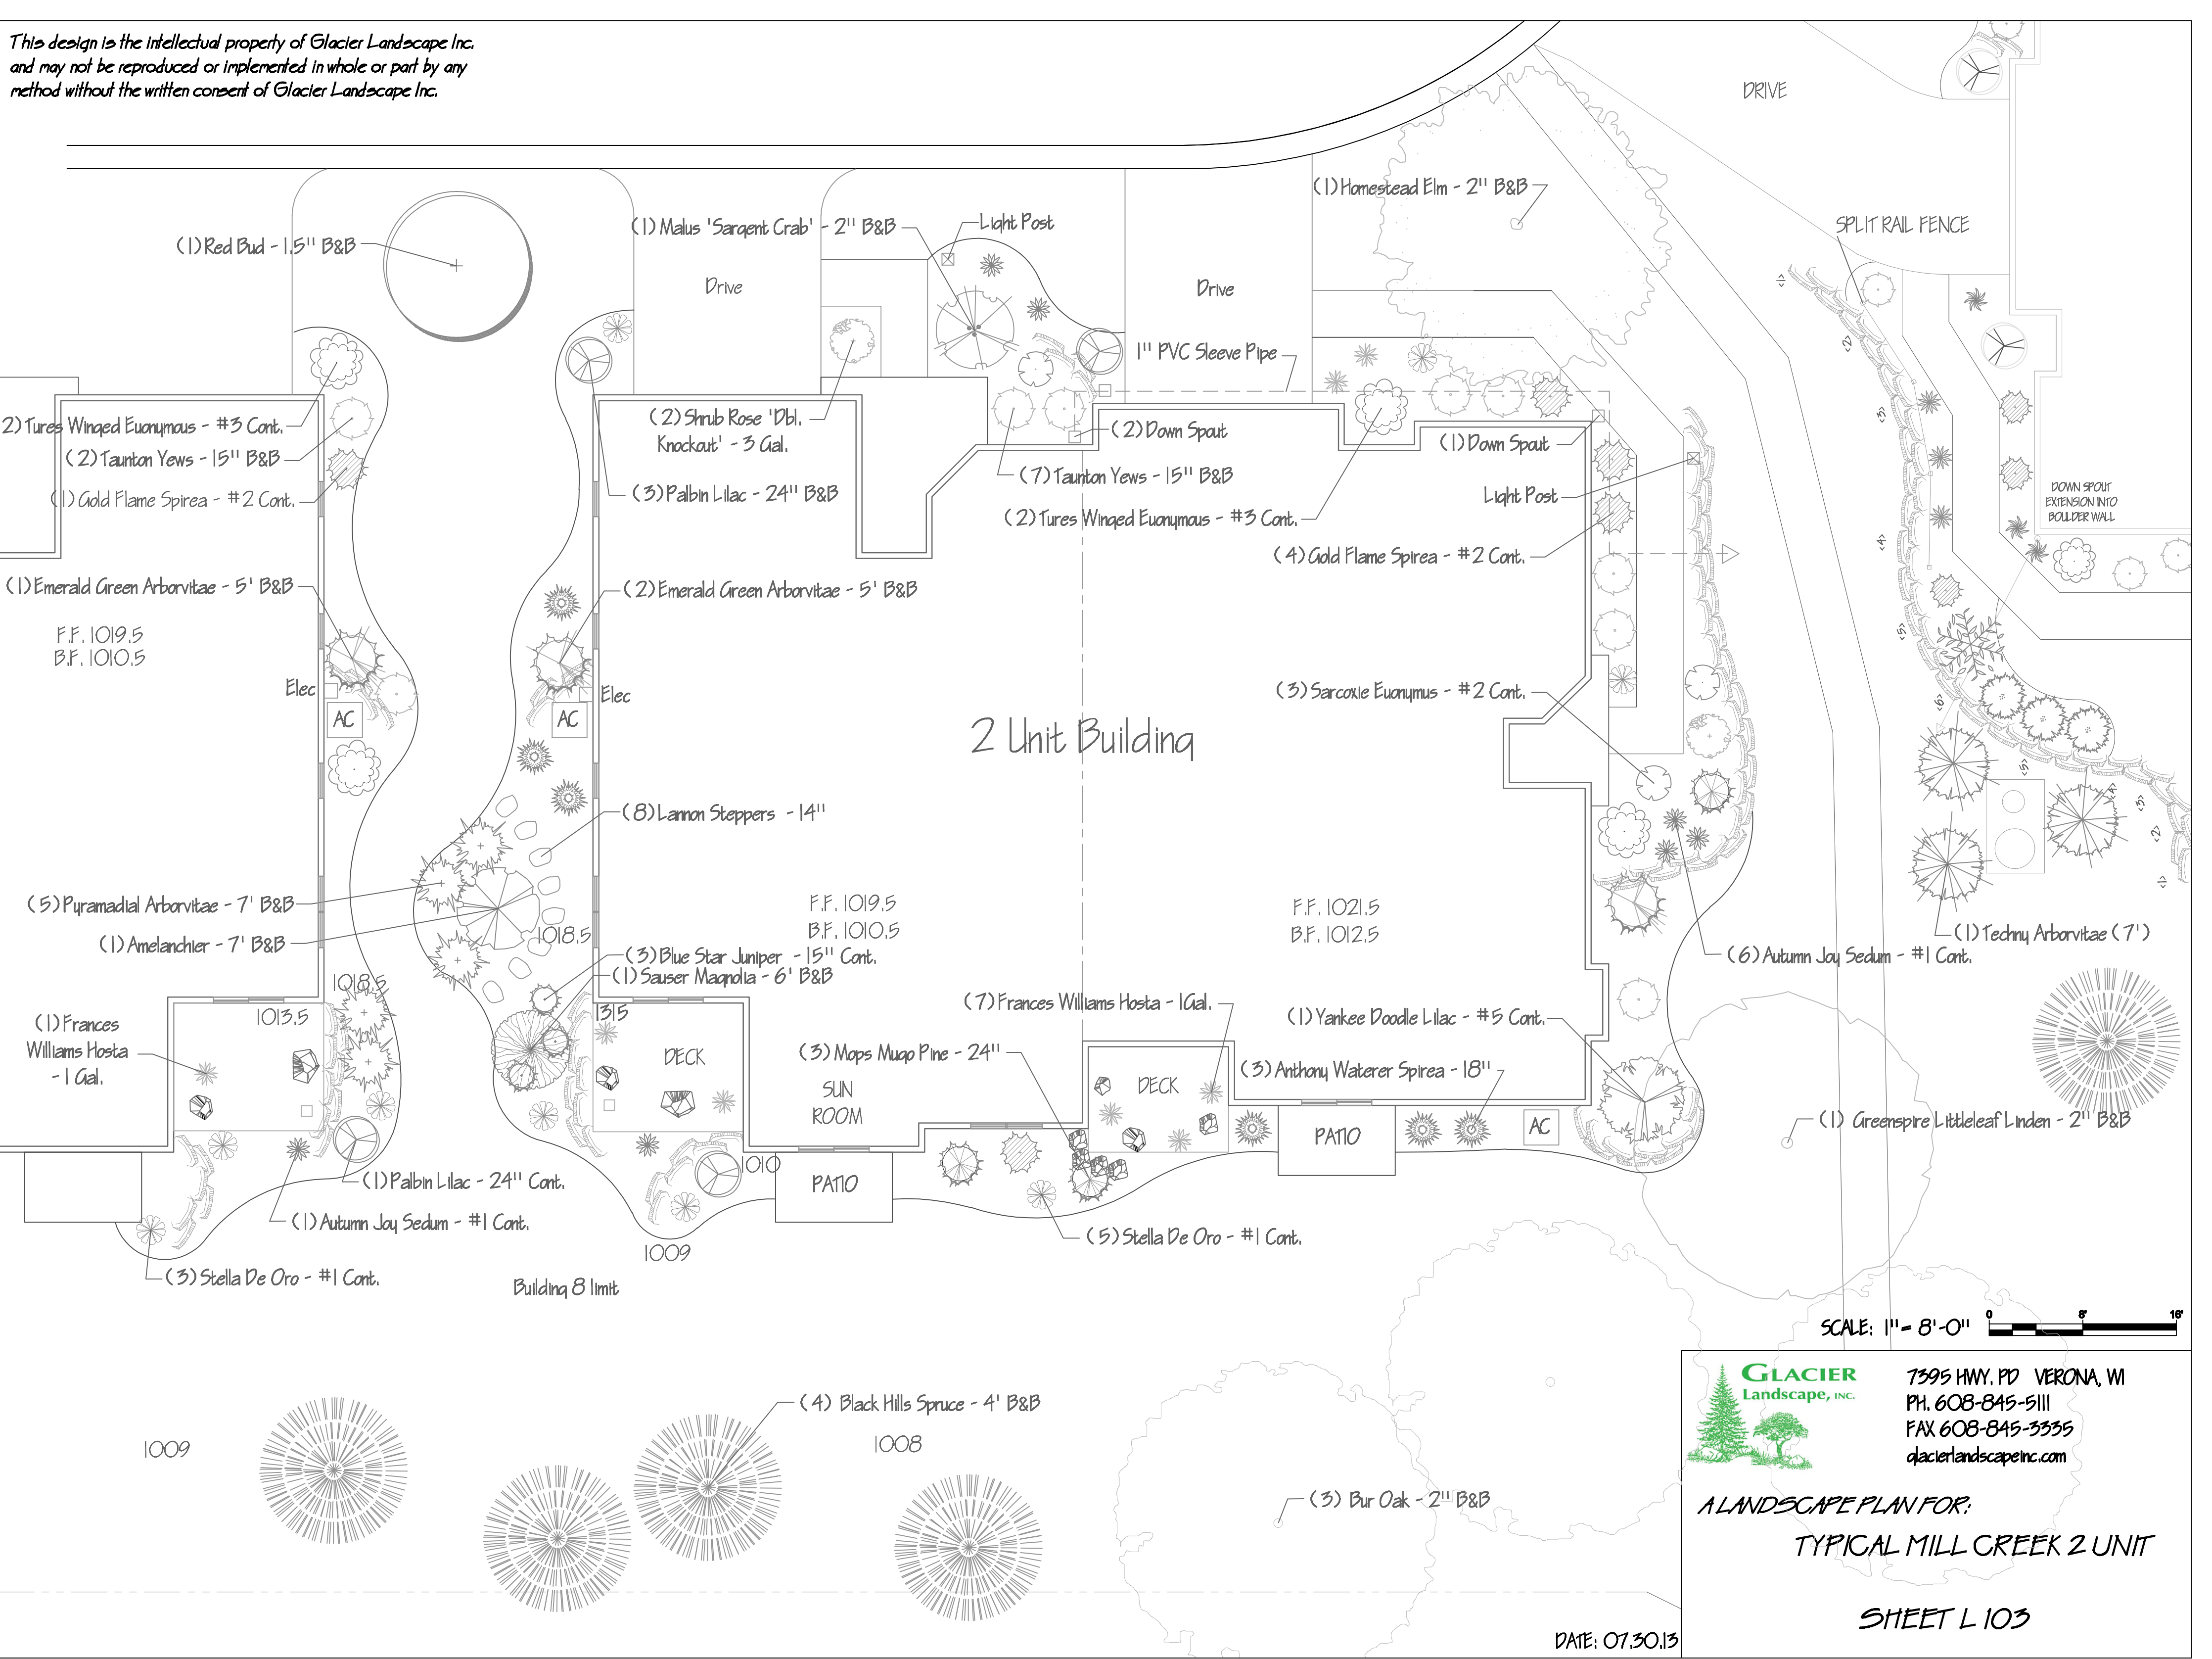 This design is the intellectual property of Glacier Landscape Inc.
and may not be reproduced or implemented in whole or part by any
method without the written consent of Glacier Landscape Inc.
DRIVE
(1) Homestead Elm - 2" B&B
(1) Malus 'Sargent Crab' - 2" B&B
Light Post
SPLIT RAIL FENCE
(1) Red Bud - 1.5" B&B
Drive
Drive
<1>
1" PVC Sleeve Pipe
<2>
2) Tures Winged Euonymous - #3 Cont.
(2) Shrub Rose 'Dbl.
Knockout' - 3 Gal.
(2) Down Spout
(1) Down Spout
<3>
(2) Taunton Yews - 15" B&B
(7) Taunton Yews - 15" B&B
(1) Gold Flame Spirea - #2 Cont.
(3) Palbin Lilac - 24" B&B
Light Post
DOWN SPOUT
EXTENSION INTO
BOULDER WALL
(2) Tures Winged Euonymous - #3 Cont.
<4>
(4) Gold Flame Spirea - #2 Cont.
(1) Emerald Green Arborvitae - 5' B&B
(2) Emerald Green Arborvitae - 5' B&B
F.F. 1019.5
B.F. 1010.5
<5>
Elec
Elec
(3) Sarcoxie Euonymus - #2 Cont.
<6>
AC
AC
2 Unit Building
<5>
<4>
<3>
(8) Lannon Steppers - 14"
<2>
<1>
(5) Pyramadial Arborvitae - 7' B&B
F.F. 1019.5
B.F. 1010.5
F.F. 1021.5
B.F. 1012.5
(1) Amelanchier - 7' B&B
1018.5
(1) Techny Arborvitae (7')
(3) Blue Star Juniper - 15" Cont.
(6) Autumn Joy Sedum - #1 Cont.
(1) Sauser Magnolia - 6' B&B
1018.5
(7) Frances Williams Hosta - 1Gal.
1013.5
1315
(1) Yankee Doodle Lilac - #5 Cont.
(1) Frances
Williams Hosta
- 1 Gal.
DECK
(3) Mops Mugo Pine - 24"
(3) Anthony Waterer Spirea - 18"
SUN
ROOM
DECK
(1) Greenspire Littleleaf Linden - 2" B&B
PATIO
AC
1010
(1) Palbin Lilac - 24" Cont.
PATIO
(1) Autumn Joy Sedum - #1 Cont.
(5) Stella De Oro - #1 Cont.
1009
(3) Stella De Oro - #1 Cont.
Building 8 limit
0 8' 16'
SCALE: 1" = 8'-0"
GLACIER
Landscape, INC.
7395 HWY. PD VERONA, WI
PH. 608-845-5111
FAX 608-845-3335
glacierlandscapeinc.com
(4) Black Hills Spruce - 4' B&B
1009
1008
(3) Bur Oak - 2" B&B
A LANDSCAPE PLAN FOR:
TYPICAL MILL CREEK 2 UNIT
SHEET L 103
DATE: 07.30.13